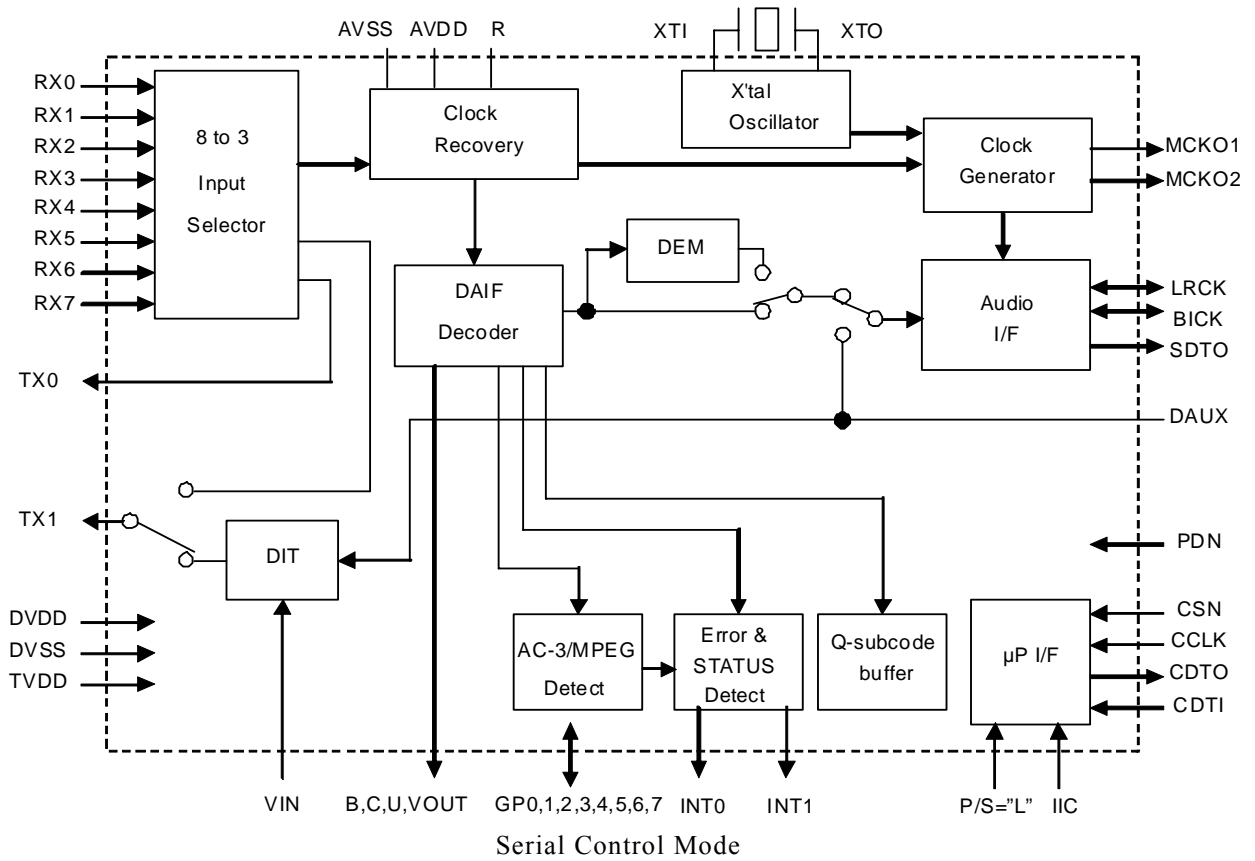 AVSS AVDD R
XTI XTO
RX0
RX1
RX2
RX3
RX4
RX5
RX6
RX7
8 to 3
Input
Selector
Clock
Recovery
X'tal
Oscillator
Clock
Generator
MCKO1
MCKO2
DEM
DAIF
Decoder
Audio
I/F
LRCK
BICK
SDTO
TX0
DAUX
TX1
DIT
PDN
DVDD
DVSS
TVDD
AC-3/MPEG
Detect
Error &
STATUS
Detect
Q-subcode
buffer
µP I/F
CSN
CCLK
CDTO
CDTI
VIN
B,C,U,VOUT
GP0,1,2,3,4,5,6,7
INT0
INT1
P/S="L"
IIC
Serial Control Mode